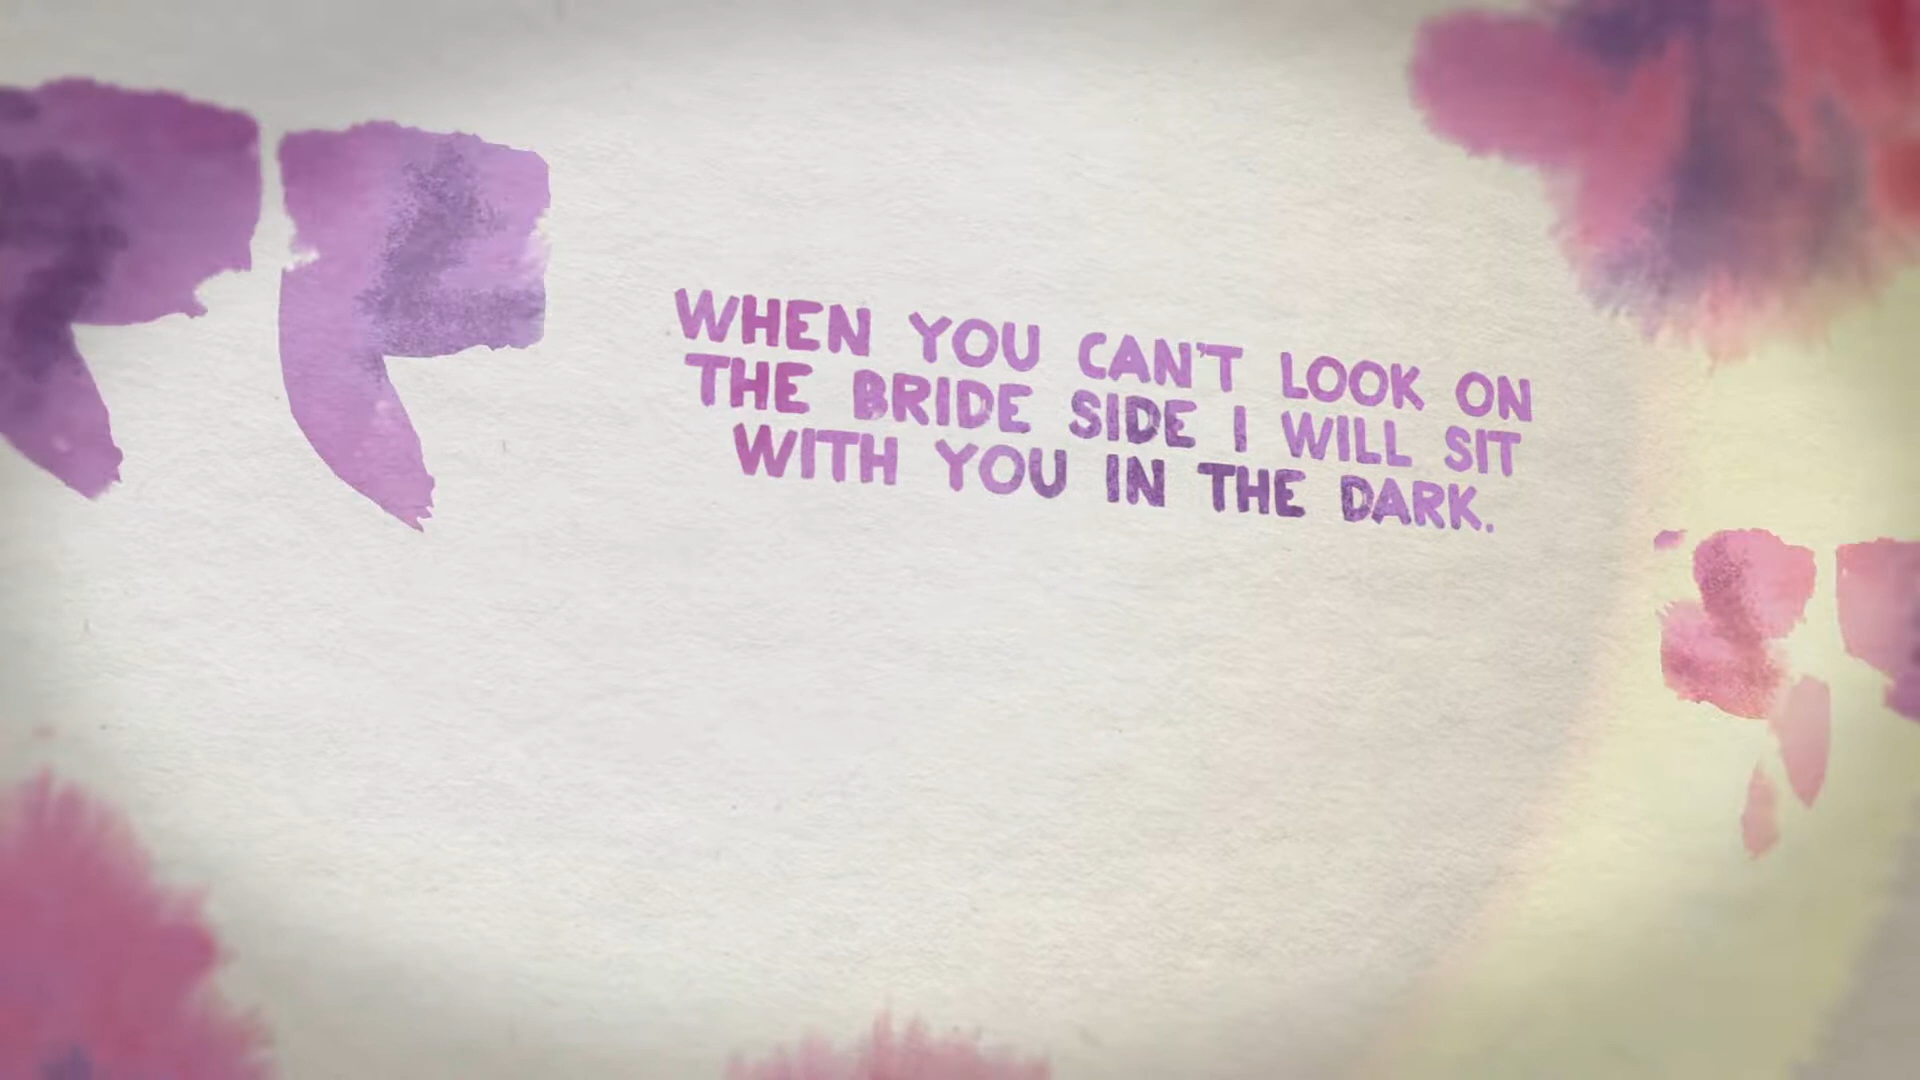 WHEN YOU CAN'T LOOK ON
THE BRIDE SIDE I WILL SIT
WITH YOU IN THE DARK.